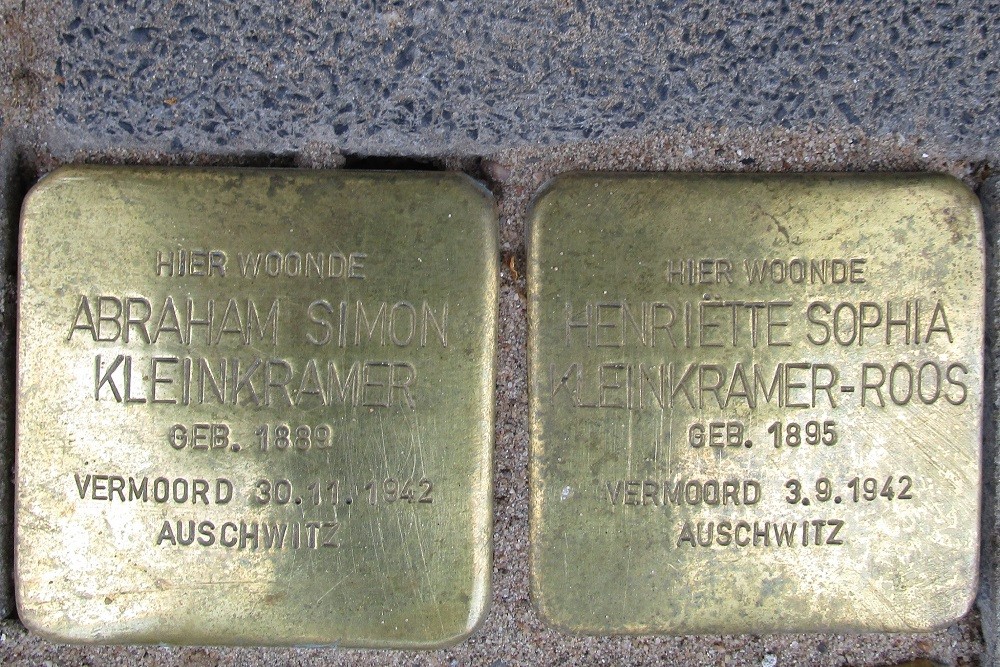 HIER WOONDE
ABRAHAM SIMON
KLEINKRAMER
GEB. 1889
VERMOORD 30.11.1942
AUSCHWITZ
HIER WOONDE
HENRIËTTE SOPHIA
KLEINKRAMER-ROOS
GEB. 1895
VERMOORD 3.9.1942
AUSCHWITZ